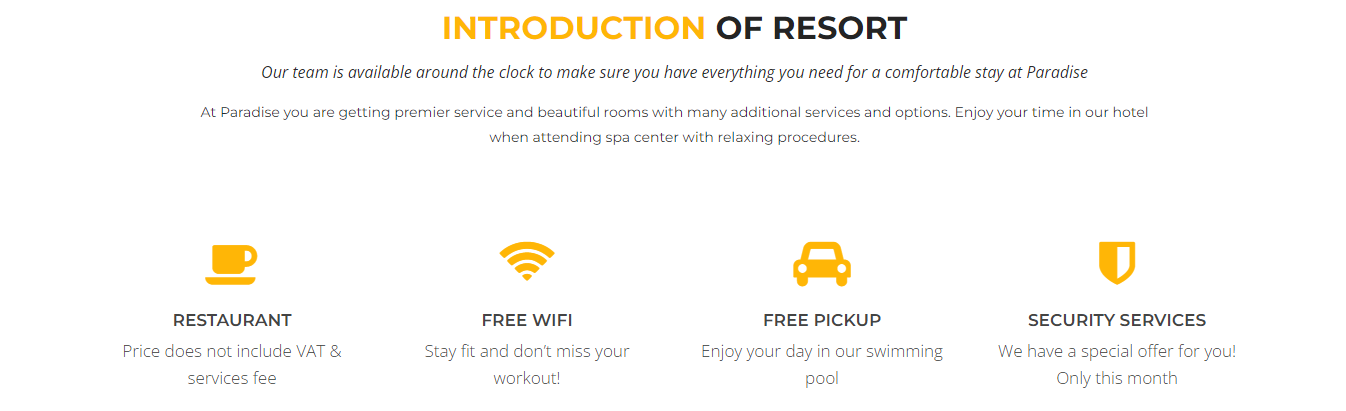 INTRODUCTION OF RESORT
Our team is available around the clock to make sure you have everything you need for a comfortable stay at Paradise
At Paradise you are getting premier service and beautiful rooms with many additional services and options. Enjoy your time in our hotel
when attending spa center with relaxing procedures.
RESTAURANT
Price does not include VAT &
services fee
FREE WIFI
Stay fit and don’t miss your
workout!
FREE PICKUP
Enjoy your day in our swimming
pool
SECURITY SERVICES
We have a special offer for you!
Only this month